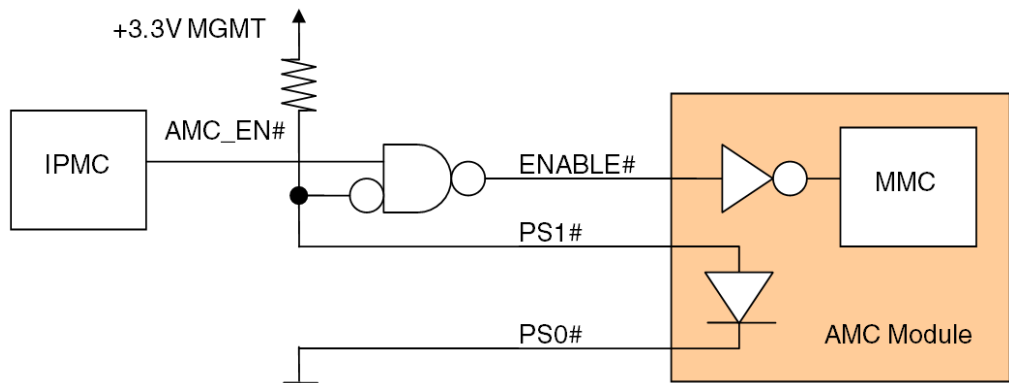 +3.3V MGMT
AMC_EN#
IPMC
ENABLE#
MMC
PS1#
PS0#
AMC Module